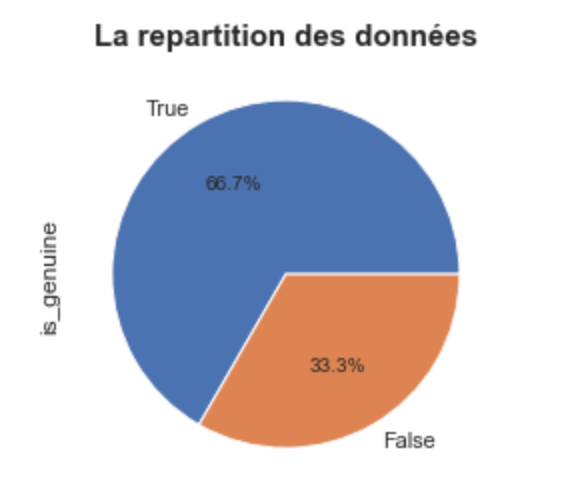 La repartition des données
True
66.7%
is_genuine
33.3%
False